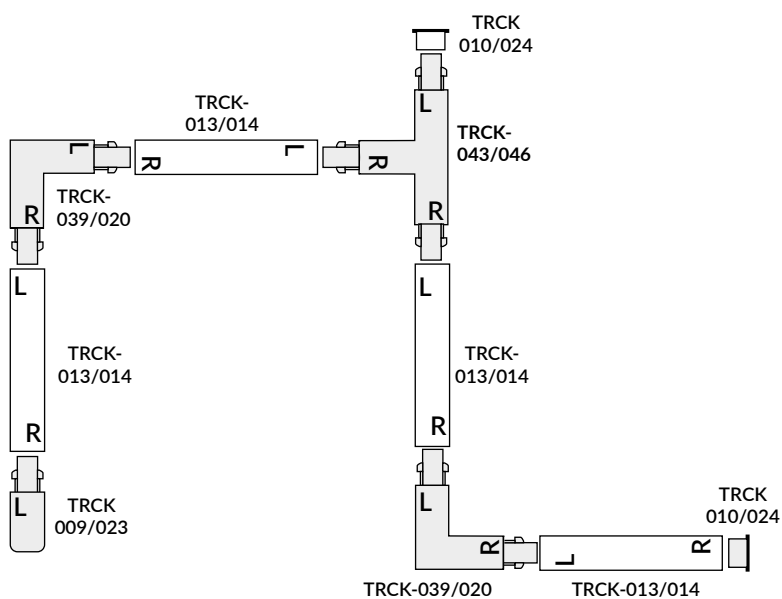 TRCK
010/024
TRCK-
013/014
L
TRCK-
043/046
L
R
L
R
TRCK-
039/020
R
R
L
L
TRCK-
013/014
TRCK-
013/014
R
R
L
TRCK
009/023
L
TRCK
010/024
R
L
R
TRCK-039/020
TRCK-013/014